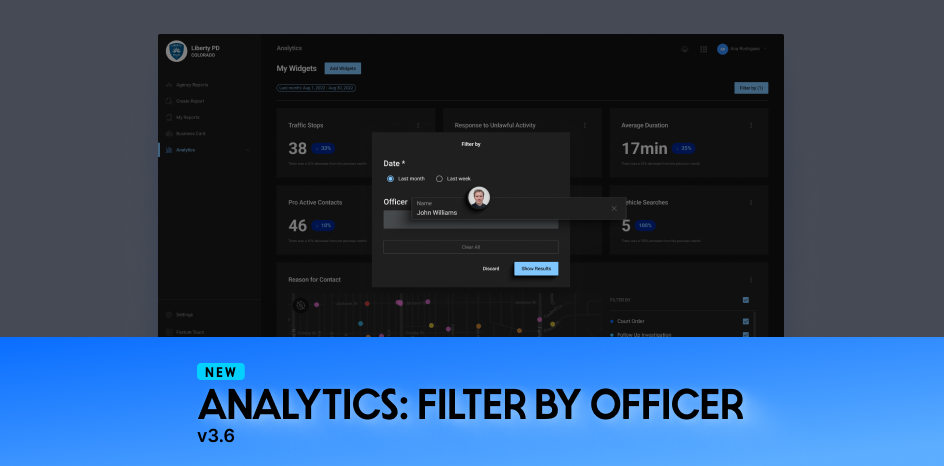 Liberty PD
COLORADO
Analytics
My Widgets
Add Widgets
Last month: Aug 1, 2022 - Aug 30, 2022
Filter by (1)
Agency Reports
Create Report
My Reports
Business Card
Analytics
Settings
Traffic Stops
38
20%
Response to Unlawful Activity
Average Duration
17min
Pro Active Contacts
46
10%
Vehicle Searches
5
100%
Filter by
Date *
Last month
Last week
Officer
Name
John Williams
Clear All
Discard
Show Results
Reason for Contact
FILTER BY
Court Order
Follow Up Investigation
NEW
ANALYTICS: FILTER BY OFFICER
v3.6